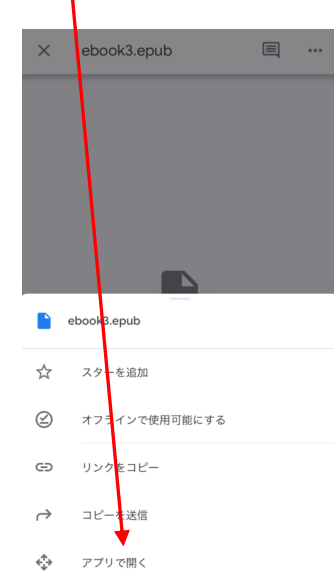 ebook3.epub
ebook3.epub
スターを追加
オフラインで使用可能にする
リンクをコピー
コピーを送信
アプリで開く